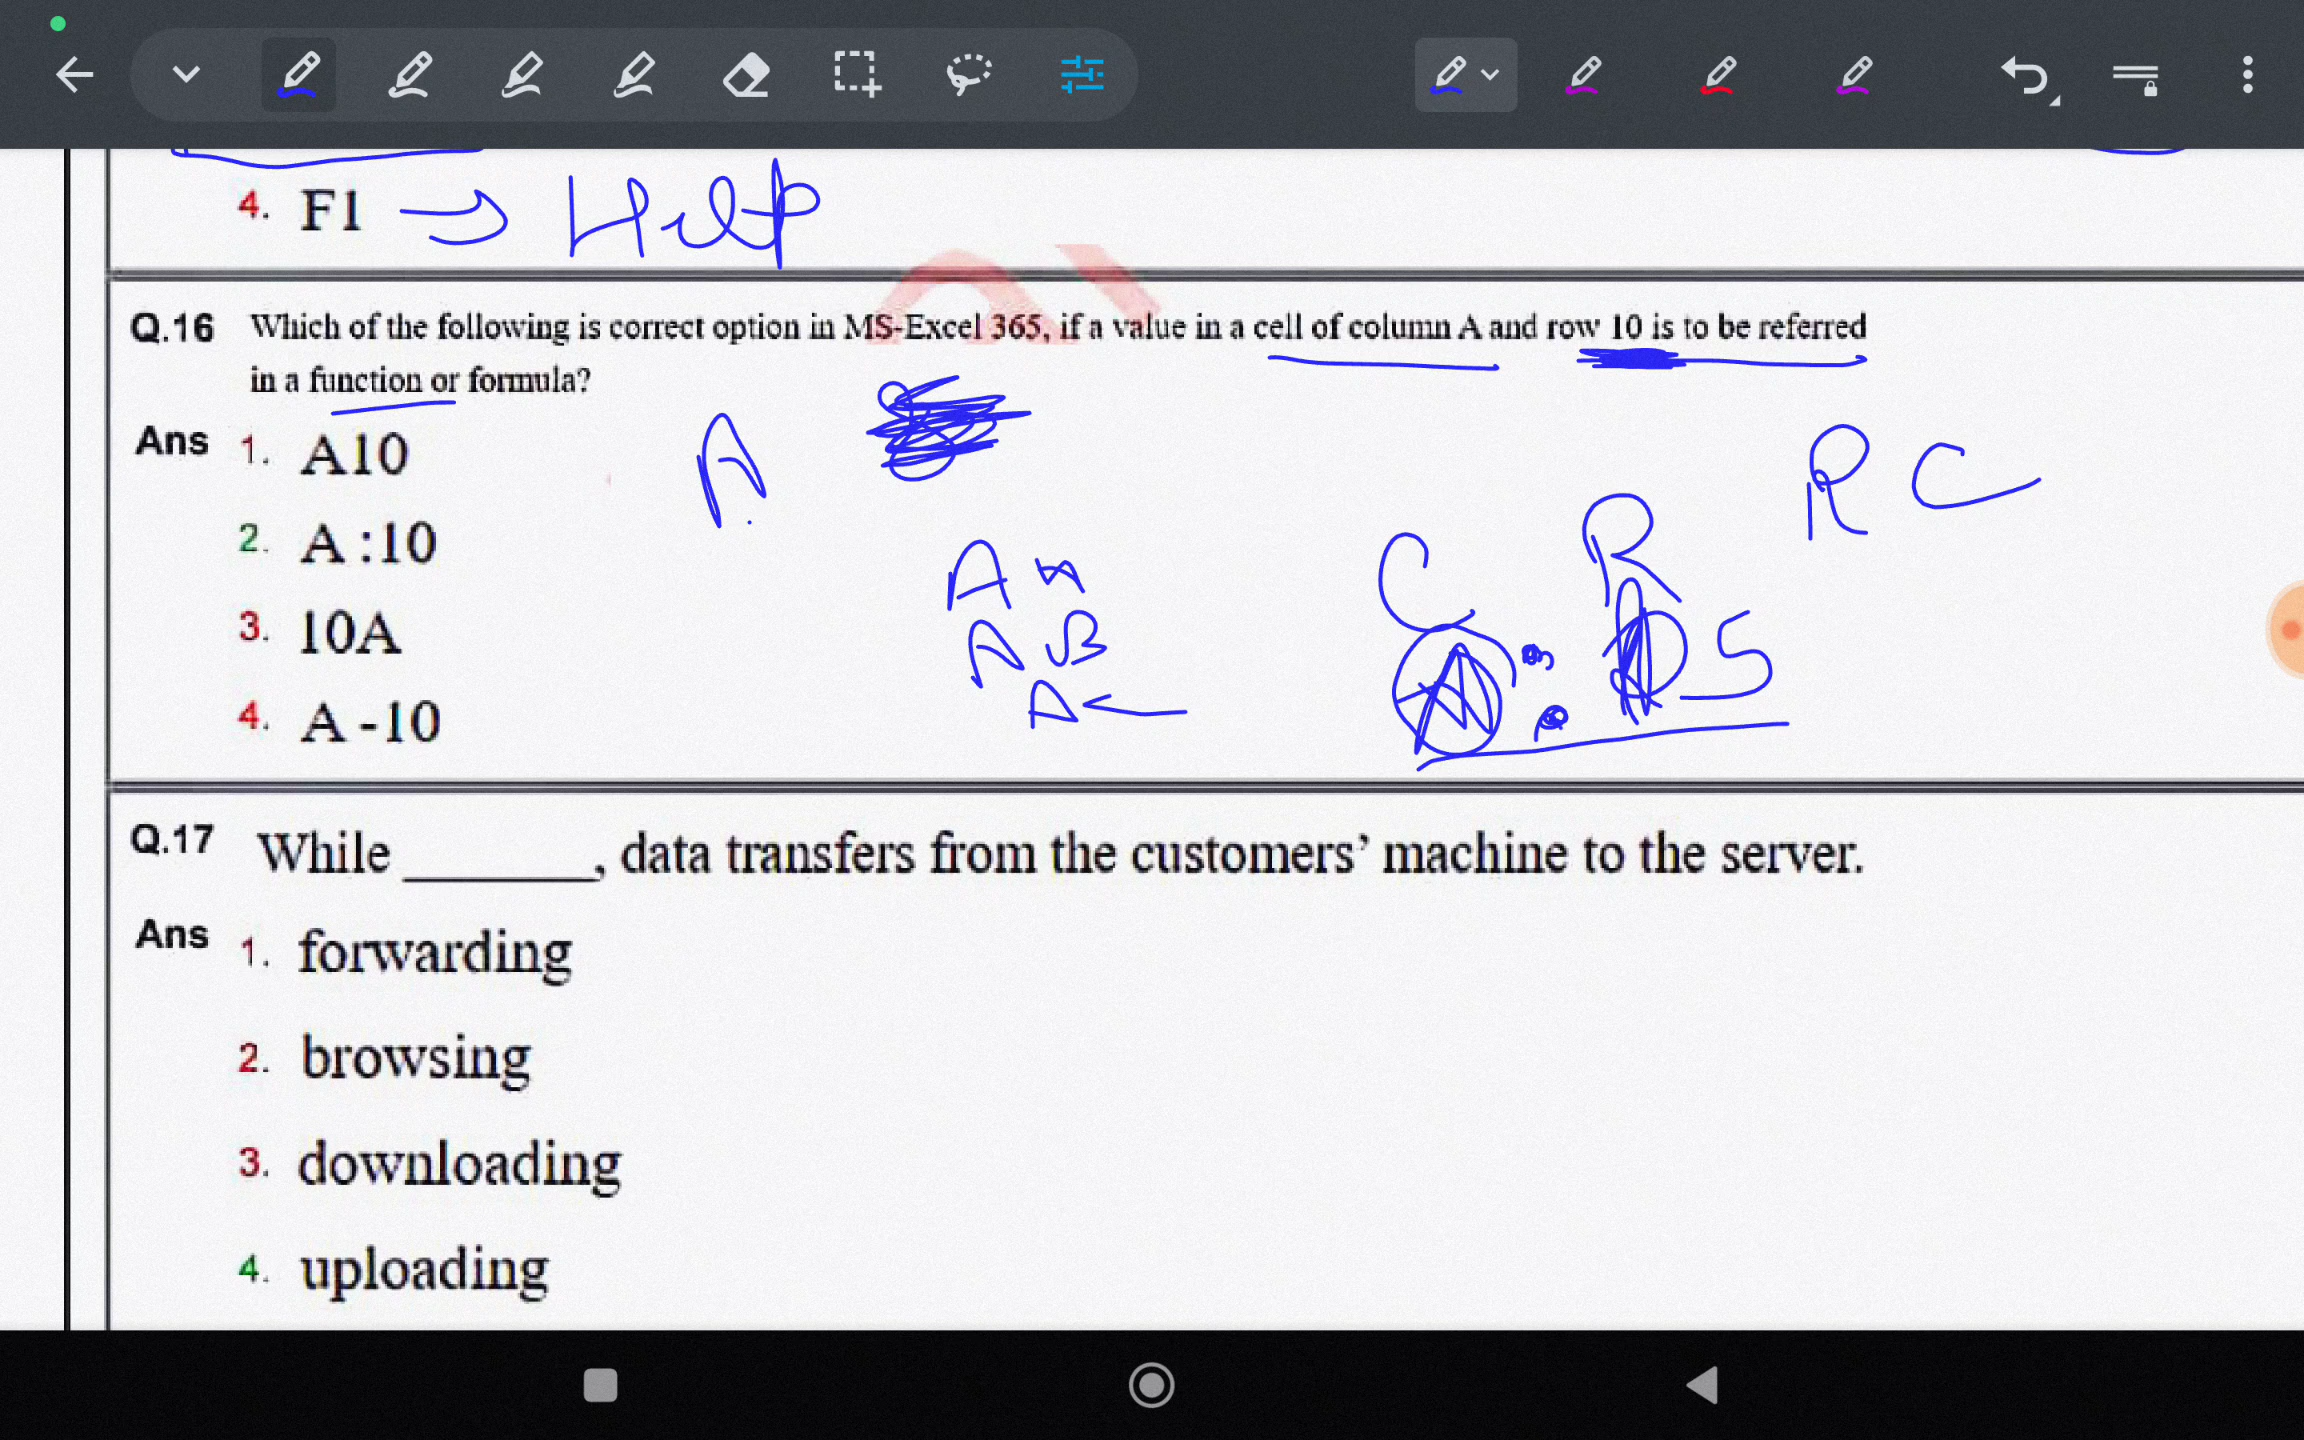 4. F1 → Help
Q.16 Which of the following is correct option in MS-Excel 365, if a value in a cell of column A and row 10 is to be referred
in a function or formula?
Ans 1. A10
A
R C
2. A :10
A
C R
3. 10A
A B
A : 5
4. A -10
Q.17 While ______, data transfers from the customers’ machine to the server.
Ans 1. forwarding
2. browsing
3. downloading
4. uploading